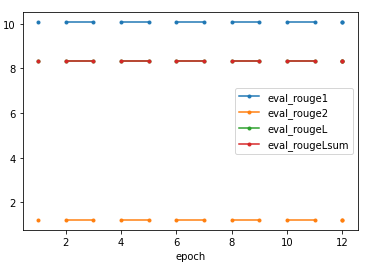 10
8
6
4
2
eval_rouge1
eval_rouge2
eval_rougeL
eval_rougeLsum
2 4 6 8 10 12
epoch